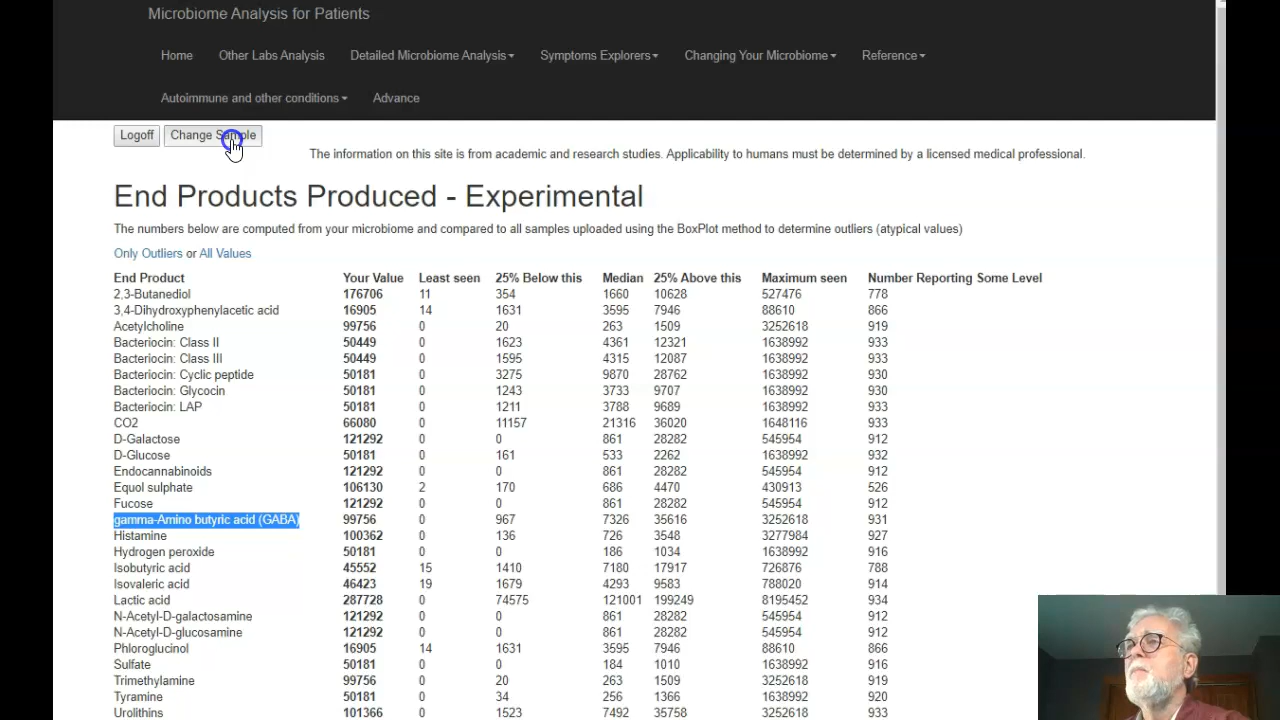 Microbiome Analysis for Patients
Home Other Labs Analysis Detailed Microbiome Analysis Symptoms Explorers Changing Your Microbiome Reference
Autoimmune and other conditions Advance
Logoff Change Sample
The information on this site is from academic and research studies. Applicability to humans must be determined by a licensed medical professional.
End Products Produced - Experimental
The numbers below are computed from your microbiome and compared to all samples uploaded using the BoxPlot method to determine outliers (atypical values)
Only Outliers or All Values
End Product Your Value Least seen 25% Below this Median 25% Above this Maximum seen Number Reporting Some Level
2,3-Butanediol 176706 11 354 1660 10628 527476 778
3,4-Dihydroxyphenylacetic acid 16905 14 1631 3595 7946 88610 866
Acetylcholine 99756 0 20 263 1509 3252618 919
Bacteriocin: Class II 50449 0 1623 4361 12321 1638992 933
Bacteriocin: Class III 50449 0 1595 4315 12087 1638992 933
Bacteriocin: Cyclic peptide 50181 0 3275 9870 28762 1638992 930
Bacteriocin: Glycocin 50181 0 1243 3733 9707 1638992 930
Bacteriocin: LAP 50181 0 1211 3788 9689 1638992 933
CO2 66080 0 11157 21316 36020 1648116 933
D-Galactose 121292 0 0 861 28282 545954 912
D-Glucose 50181 0 161 533 2262 1638992 932
Endocannabinoids 121292 0 0 861 28282 545954 912
Equol sulphate 106130 2 170 686 4470 430913 526
Fucose 121292 0 0 861 28282 545954 912
gamma-Amino butyric acid (GABA) 99756 0 967 7326 35616 3252618 931
Histamine 100362 0 136 726 3548 3277984 927
Hydrogen peroxide 50181 0 0 186 1034 1638992 916
Isobutyric acid 45552 15 1410 7180 17917 726876 788
Isovaleric acid 46423 19 1679 4293 9583 788020 914
Lactic acid 287728 0 74575 121001 199249 8195452 934
N-Acetyl-D-galactosamine 121292 0 0 861 28282 545954 912
N-Acetyl-D-glucosamine 121292 0 0 861 28282 545954 912
Phloroglucinol 16905 14 1631 3595 7946 88610 866
Sulfate 50181 0 0 184 1010 1638992 916
Trimethylamine 99756 0 20 263 1509 3252618 919
Tyramine 50181 0 34 256 1366 1638992 920
Urolithins 101366 0 1523 7492 35758 3252618 933